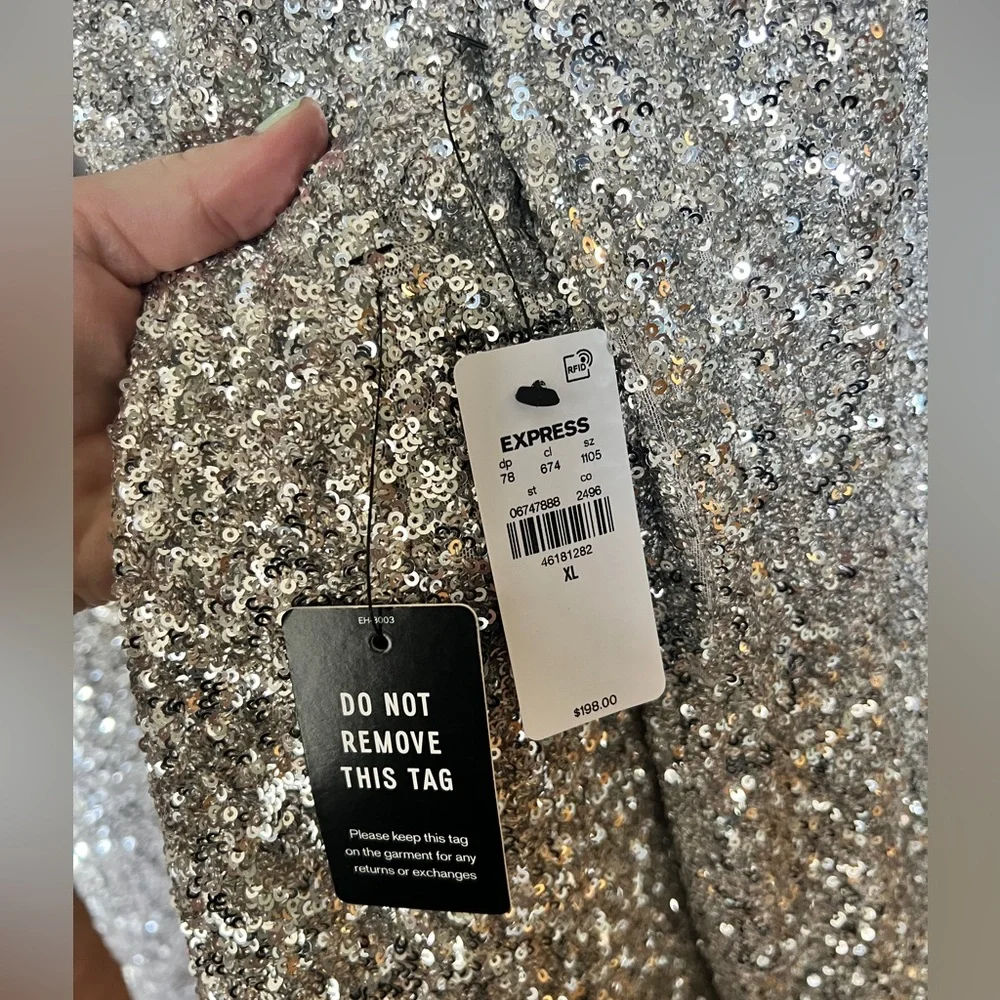 RFID
EXPRESS
dp cl sz
78 674 1105
st co
06747888 2496
46181282
XL
$198.00
EH-3003
DO NOT
REMOVE
THIS TAG
Please keep this tag
on the garment for any
returns or exchanges